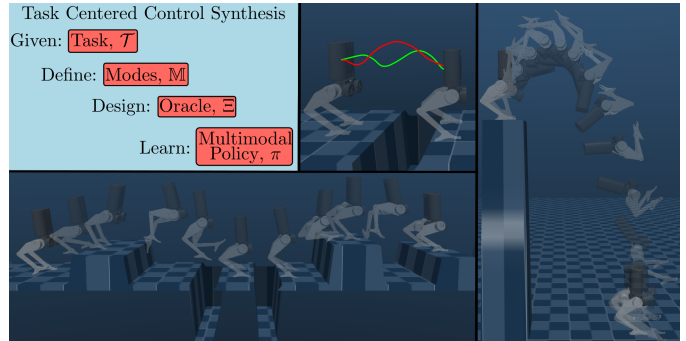 Task Centered Control Synthesis
Given: Task, 𝒯
Define: Modes, 𝕄
Design: Oracle, Ξ
Learn: Multimodal
Policy, π